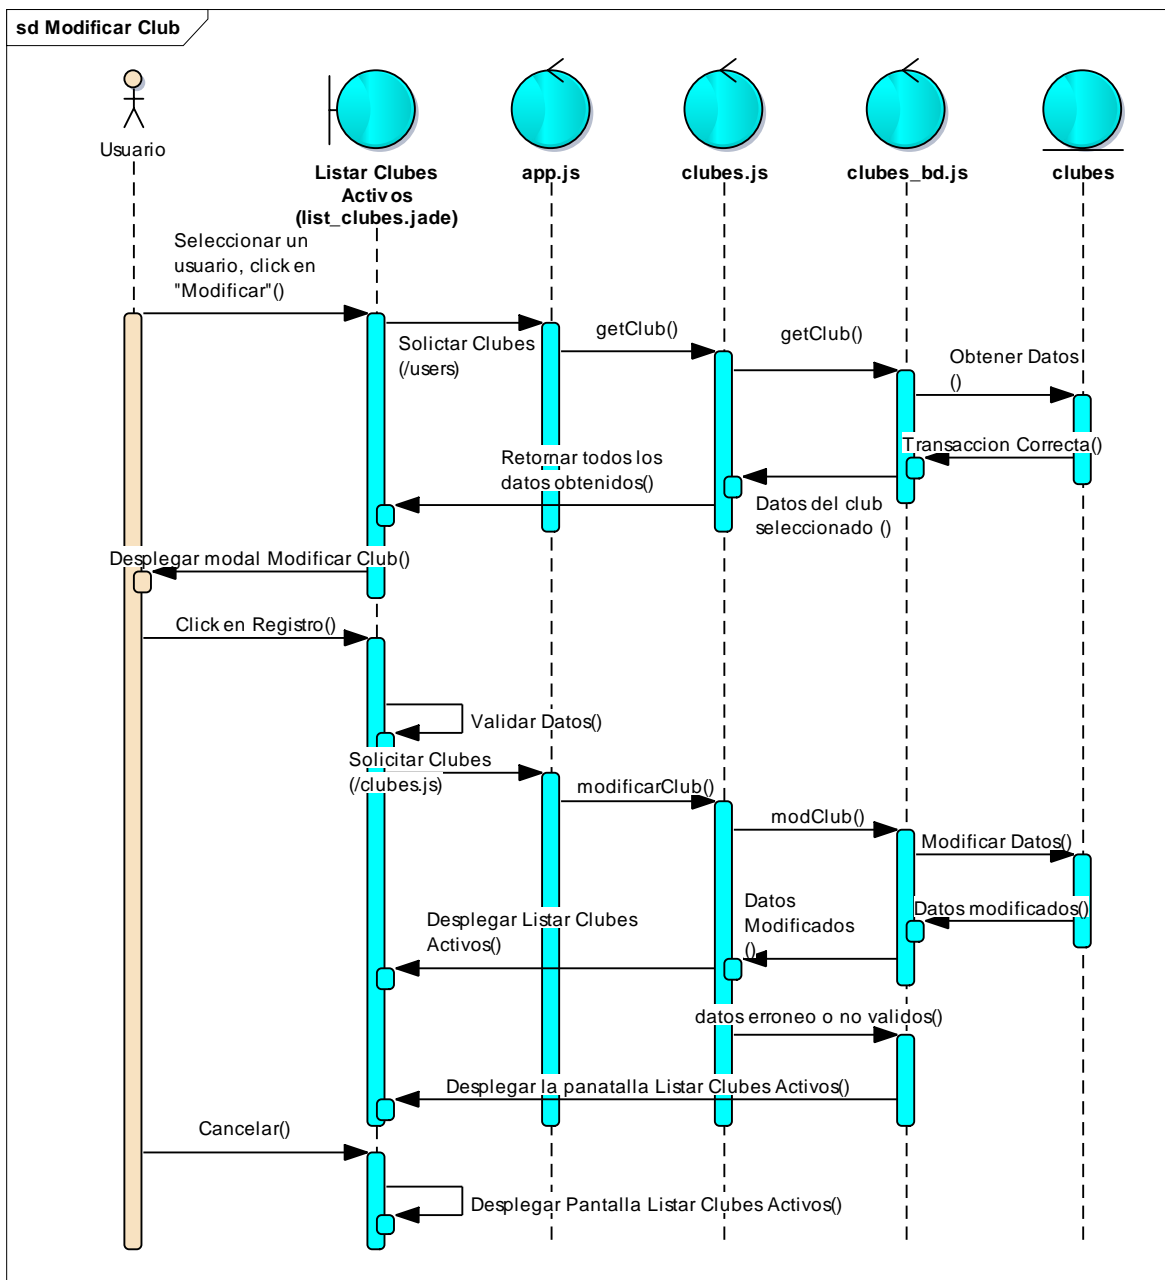 sd Modificar Club
Usuario
Listar Clubes
Activos
(list_clubes.jade)
app.js
clubes.js
clubes_bd.js
clubes
Seleccionar un
usuario, click en
"Modificar"()
Solictar Clubes
(/users)
getClub()
getClub()
Obtener Datos
()
Transaccion Correcta()
Retornar todos los
datos obtenidos()
Datos del club
seleccionado ()
Desplegar modal Modificar Club()
Click en Registro()
Validar Datos()
Solicitar Clubes
(/clubes.js)
modificarClub()
modClub()
Modificar Datos()
Datos modificados()
Datos
Modificados
()
Desplegar Listar Clubes
Activos()
datos erroneo o no validos()
Desplegar la panatalla Listar Clubes Activos()
Cancelar()
Desplegar Pantalla Listar Clubes Activos()